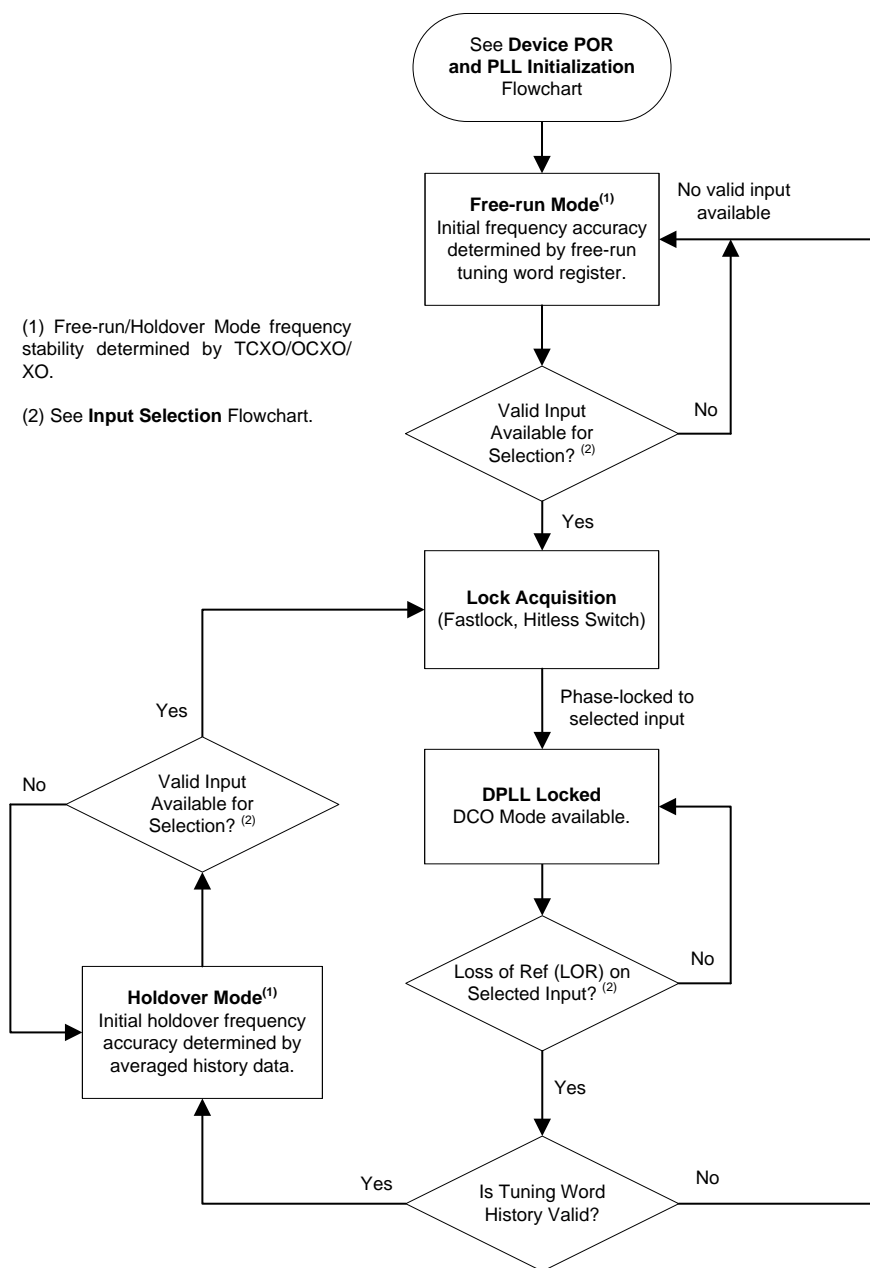 See Device POR
and PLL Initialization
Flowchart
No valid input
available
Free-run Mode(1)
Initial frequency accuracy
determined by free-run
tuning word register.
(1) Free-run/Holdover Mode frequency
stability determined by TCXO/OCXO/
XO.
(2) See Input Selection Flowchart.
Valid Input
Available for
Selection? (2)
No
Yes
Lock Acquisition
(Fastlock, Hitless Switch)
Phase-locked to
selected input
Yes
No
Valid Input
Available for
Selection? (2)
DPLL Locked
DCO Mode available.
Loss of Ref (LOR) on
Selected Input? (2)
No
Holdover Mode(1)
Initial holdover frequency
accuracy determined by
averaged history data.
Yes
Yes
Is Tuning Word
History Valid?
No